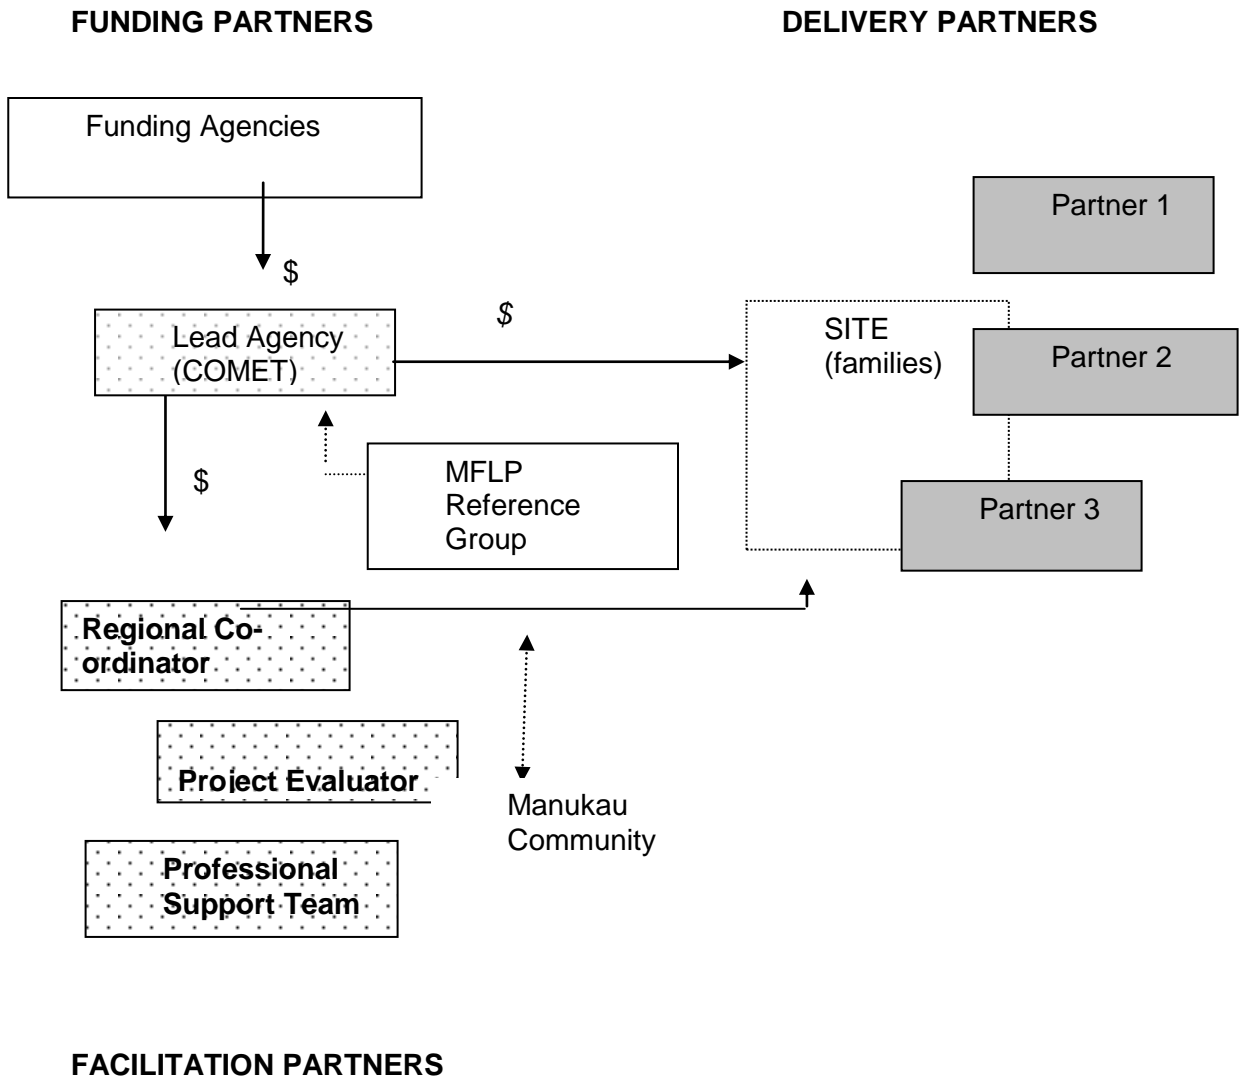 FUNDING PARTNERS
DELIVERY PARTNERS
Funding Agencies
Partner 1
$
$
Lead Agency
(COMET)
SITE
(families)
Partner 2
$
MFLP
Reference
Group
Partner 3
Regional Co-
ordinator
Project Evaluator
Manukau
Community
Professional
Support Team
FACILITATION PARTNERS